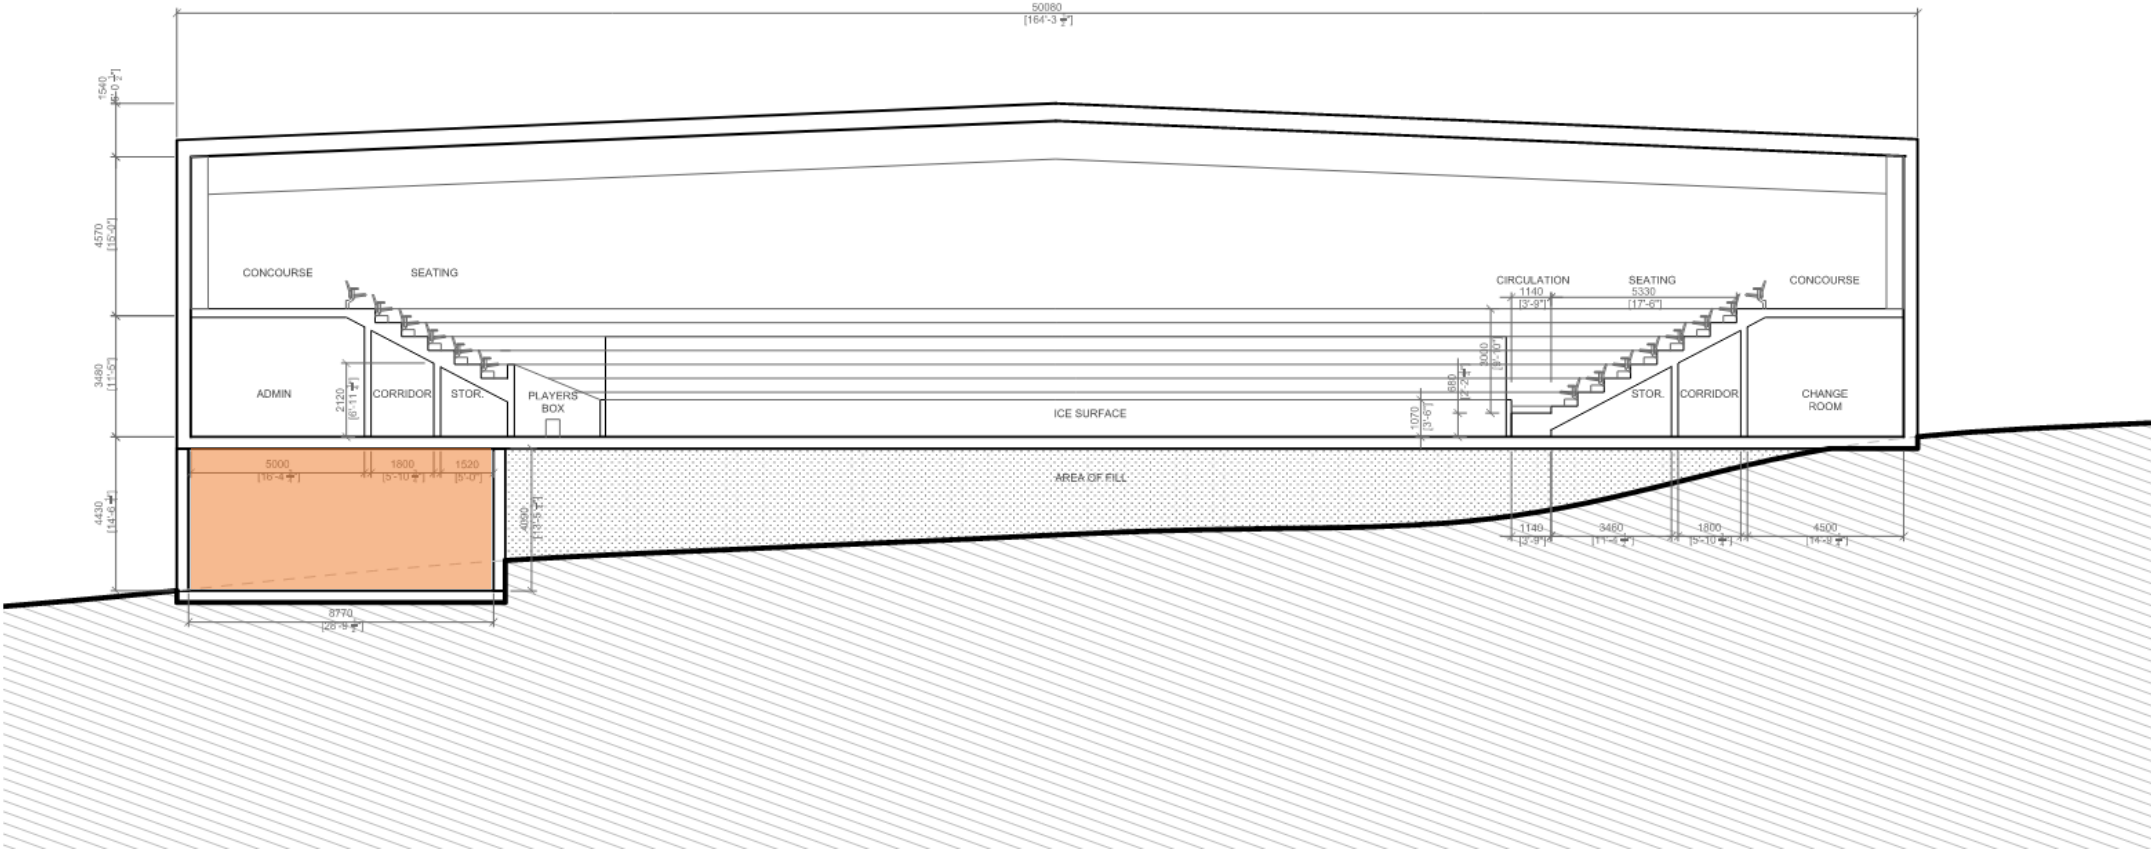 50080
[164'-3 ½"]
1540
4570
[15'-0"]
3480
[11'-5"]
4430
CONCOURSE
SEATING
CIRCULATION
SEATING
CONCOURSE
1140
[3'-9"]
5330
[17'-6"]
3000
680
1070
[3'-6"]
2120
ADMIN
CORRIDOR
STOR.
PLAYERS
BOX
ICE SURFACE
STOR.
CORRIDOR
CHANGE
ROOM
5000
1800
1520
[5'-0"]
4090
AREA OF FILL
1140
[3'-9"]
3460
1800
4500
8770